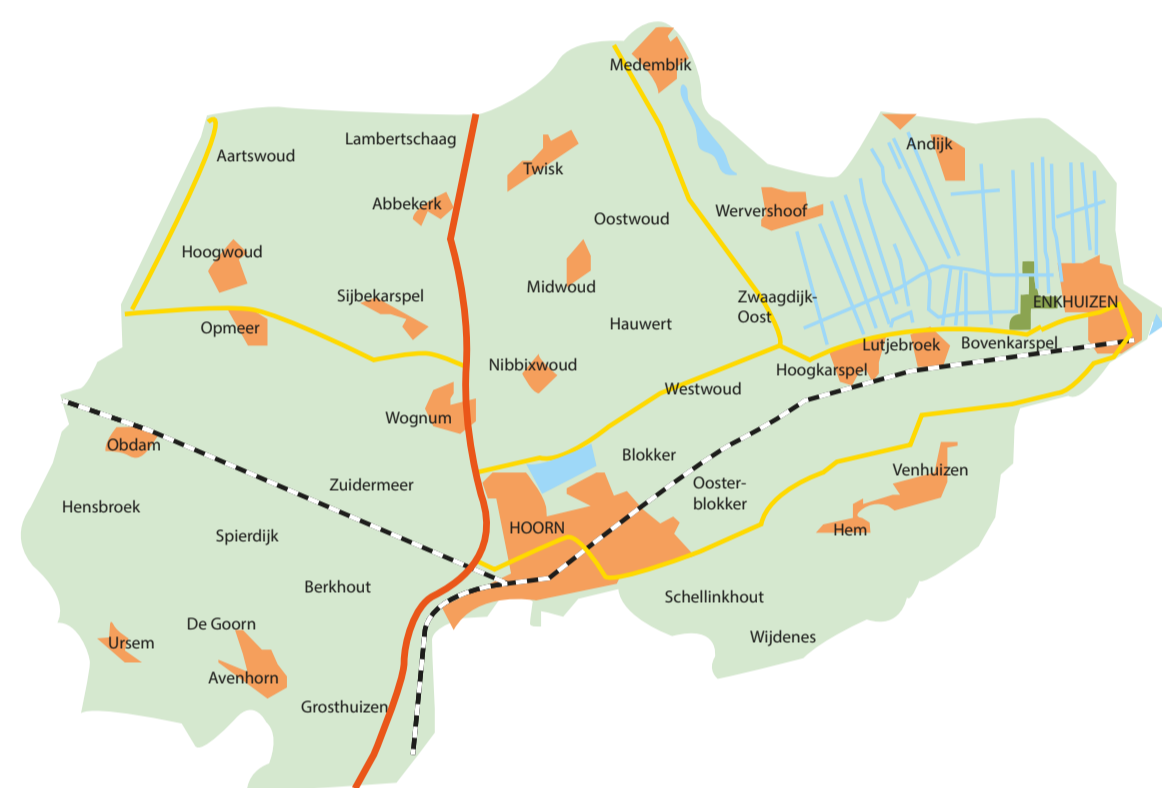 Medemblik
Lambertschaag
Andijk
Aartswoud
Twisk
Abbekerk
Wervershoof
Oostwoud
Hoogwoud
Midwoud
Sijbekarspel
Zwaagdijk-
Oost
ENKHUIZEN
Hauwert
Opmeer
Lutjebroek
Bovenkarspel
Nibbixwoud
Hoogkarspel
Westwoud
Wognum
Obdam
Blokker
Venhuizen
Zuidermeer
Ooster-
blokker
Hensbroek
HOORN
Hem
Spierdijk
Berkhout
Schellinkhout
De Goorn
Wijdenes
Ursem
Avenhorn
Grosthuizen